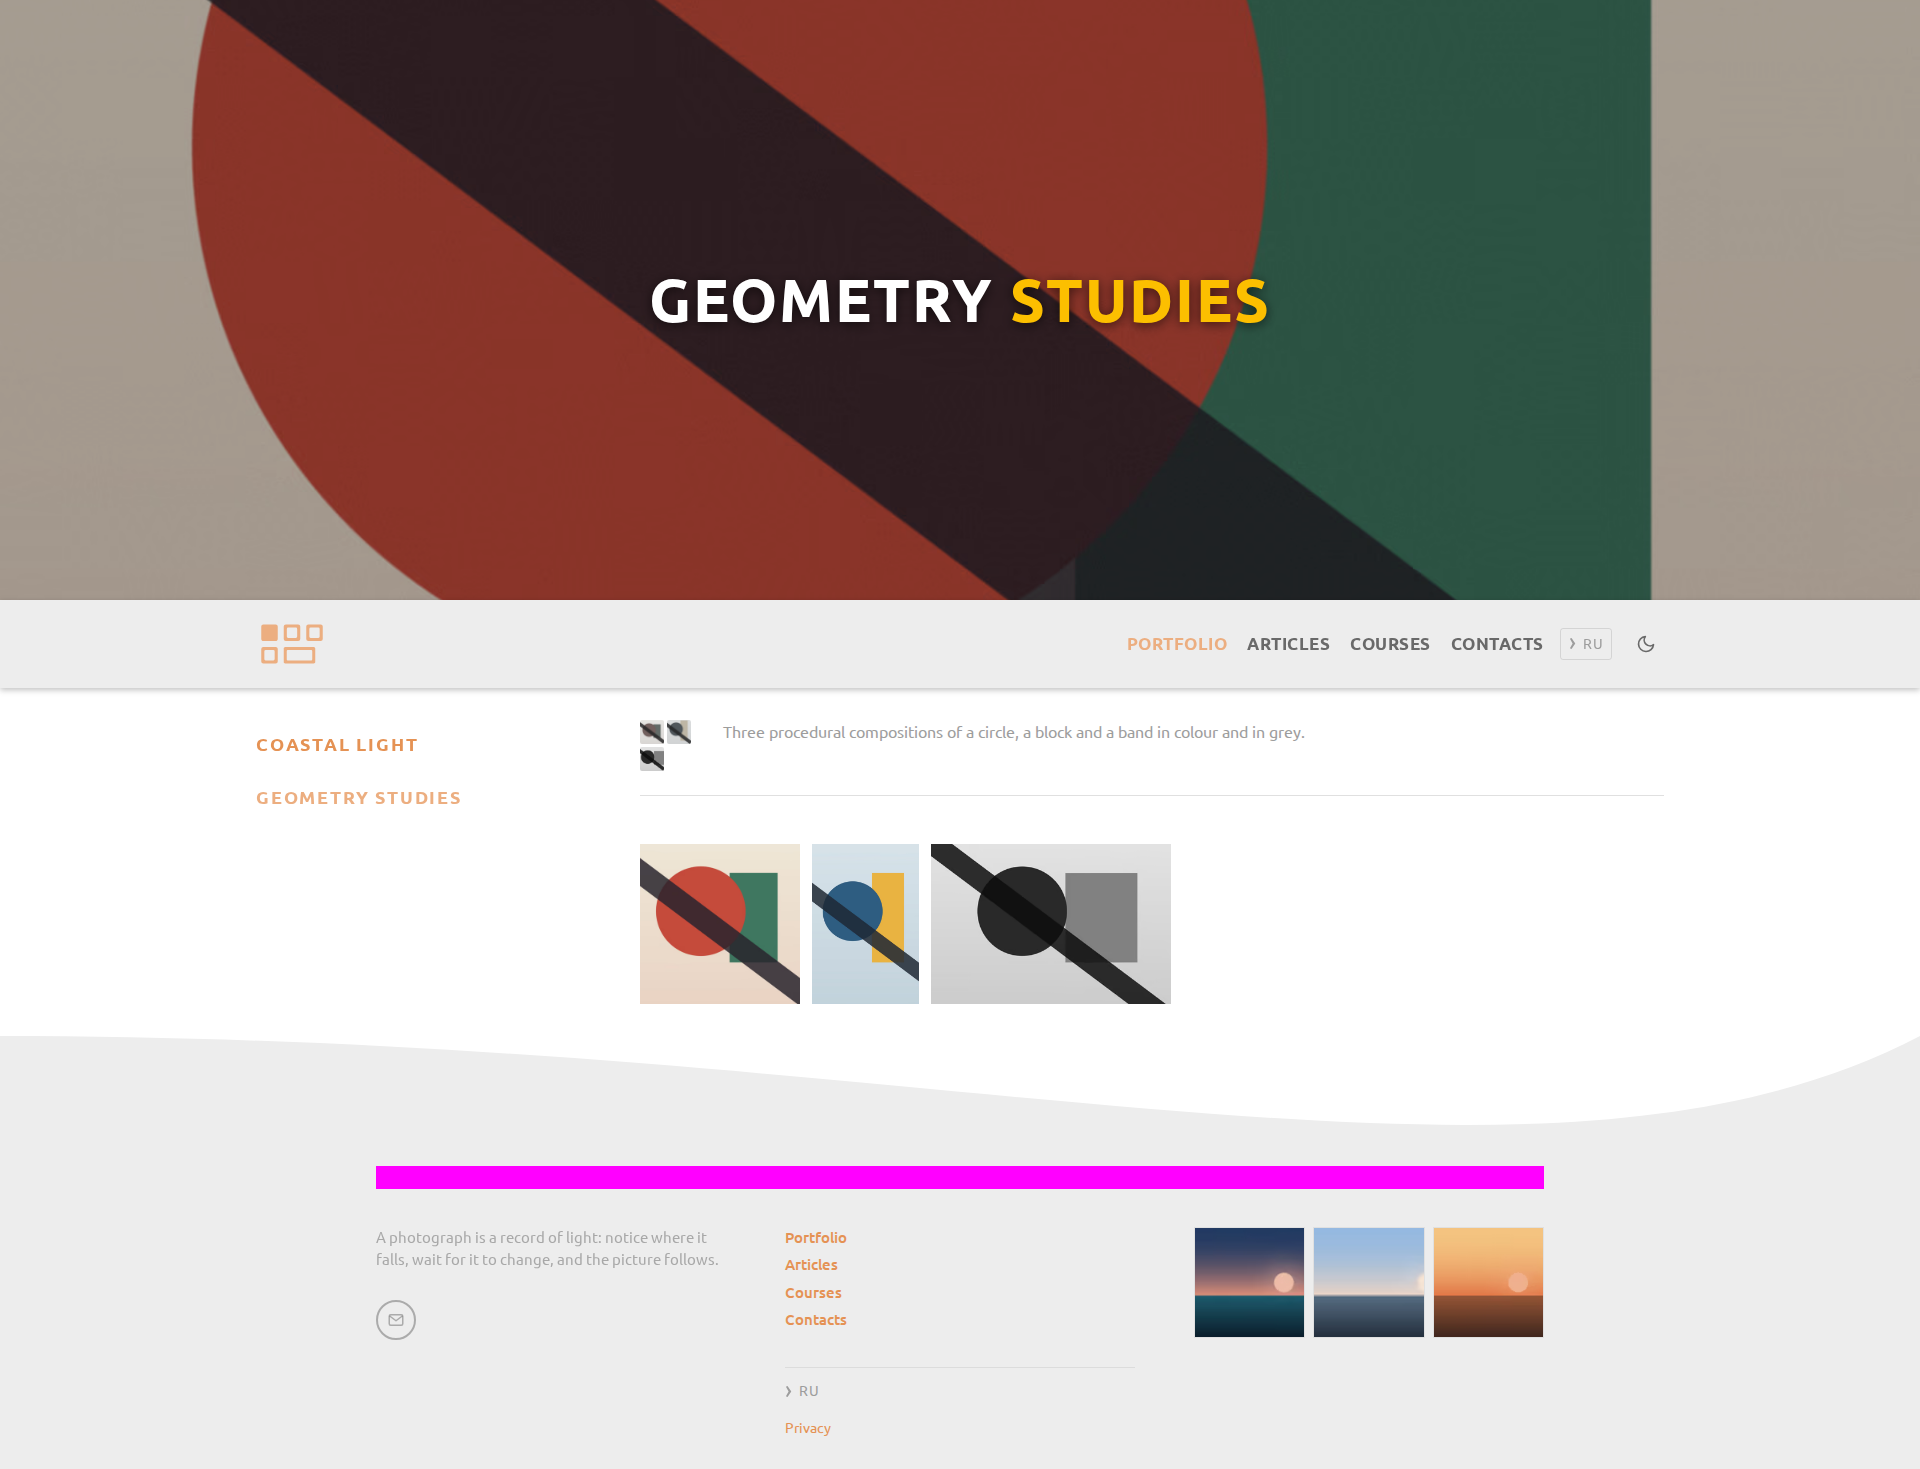 GEOMETRY STUDIES
PORTFOLIO ARTICLES COURSES CONTACTS ❯ RU
COASTAL LIGHT
GEOMETRY STUDIES
Three procedural compositions of a circle, a block and a band in colour and in grey.
A photograph is a record of light: notice where it
falls, wait for it to change, and the picture follows.
Portfolio
Articles
Courses
Contacts
❯ RU
Privacy